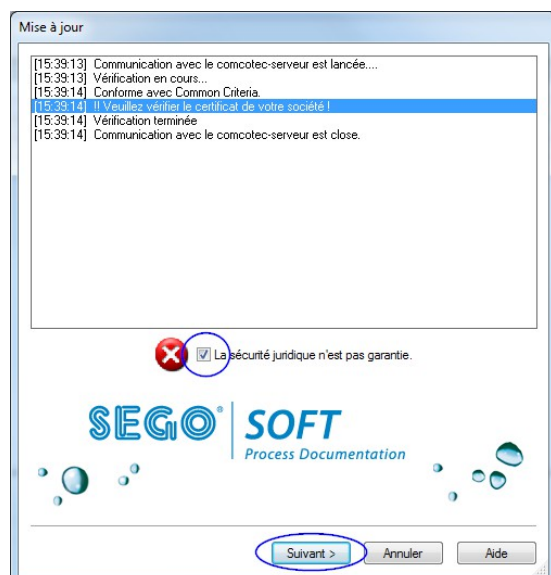 Mise à jour
[15:39:13] Communication avec le comcotec-serveur est lancée....
[15:39:13] Vérification en cours...
[15:39:14] Conforme avec Common Criteria.
[15:39:14] !! Veuillez vérifier le certificat de votre société !
[15:39:14] Vérification terminée
[15:39:14] Communication avec le comcotec-serveur est close.
La sécurité juridique n'est pas garantie.
SEGO® SOFT
Process Documentation
Suivant > Annuler Aide